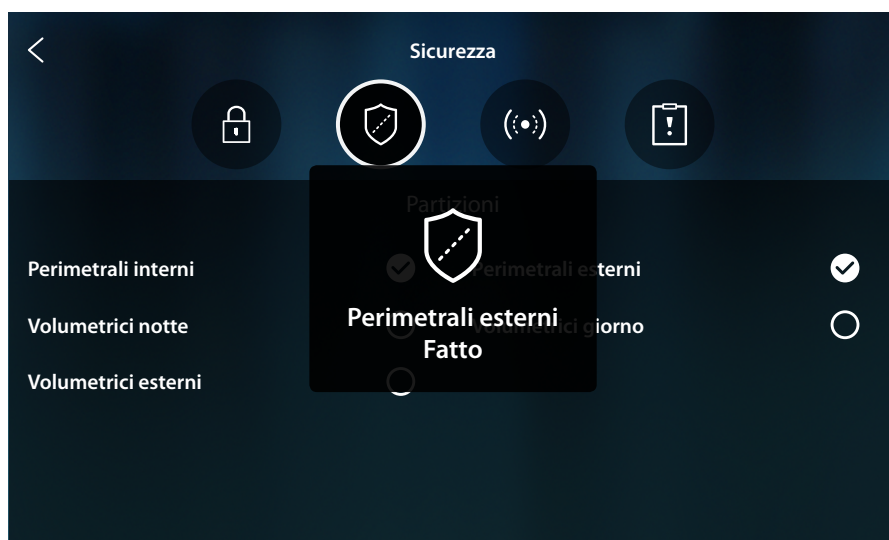 Sicurezza
Partizioni
Perimetrali interni
Perimetrali esterni
Volumetrici notte
Volumetrici giorno
Volumetrici esterni
Perimetrali esterni
Fatto